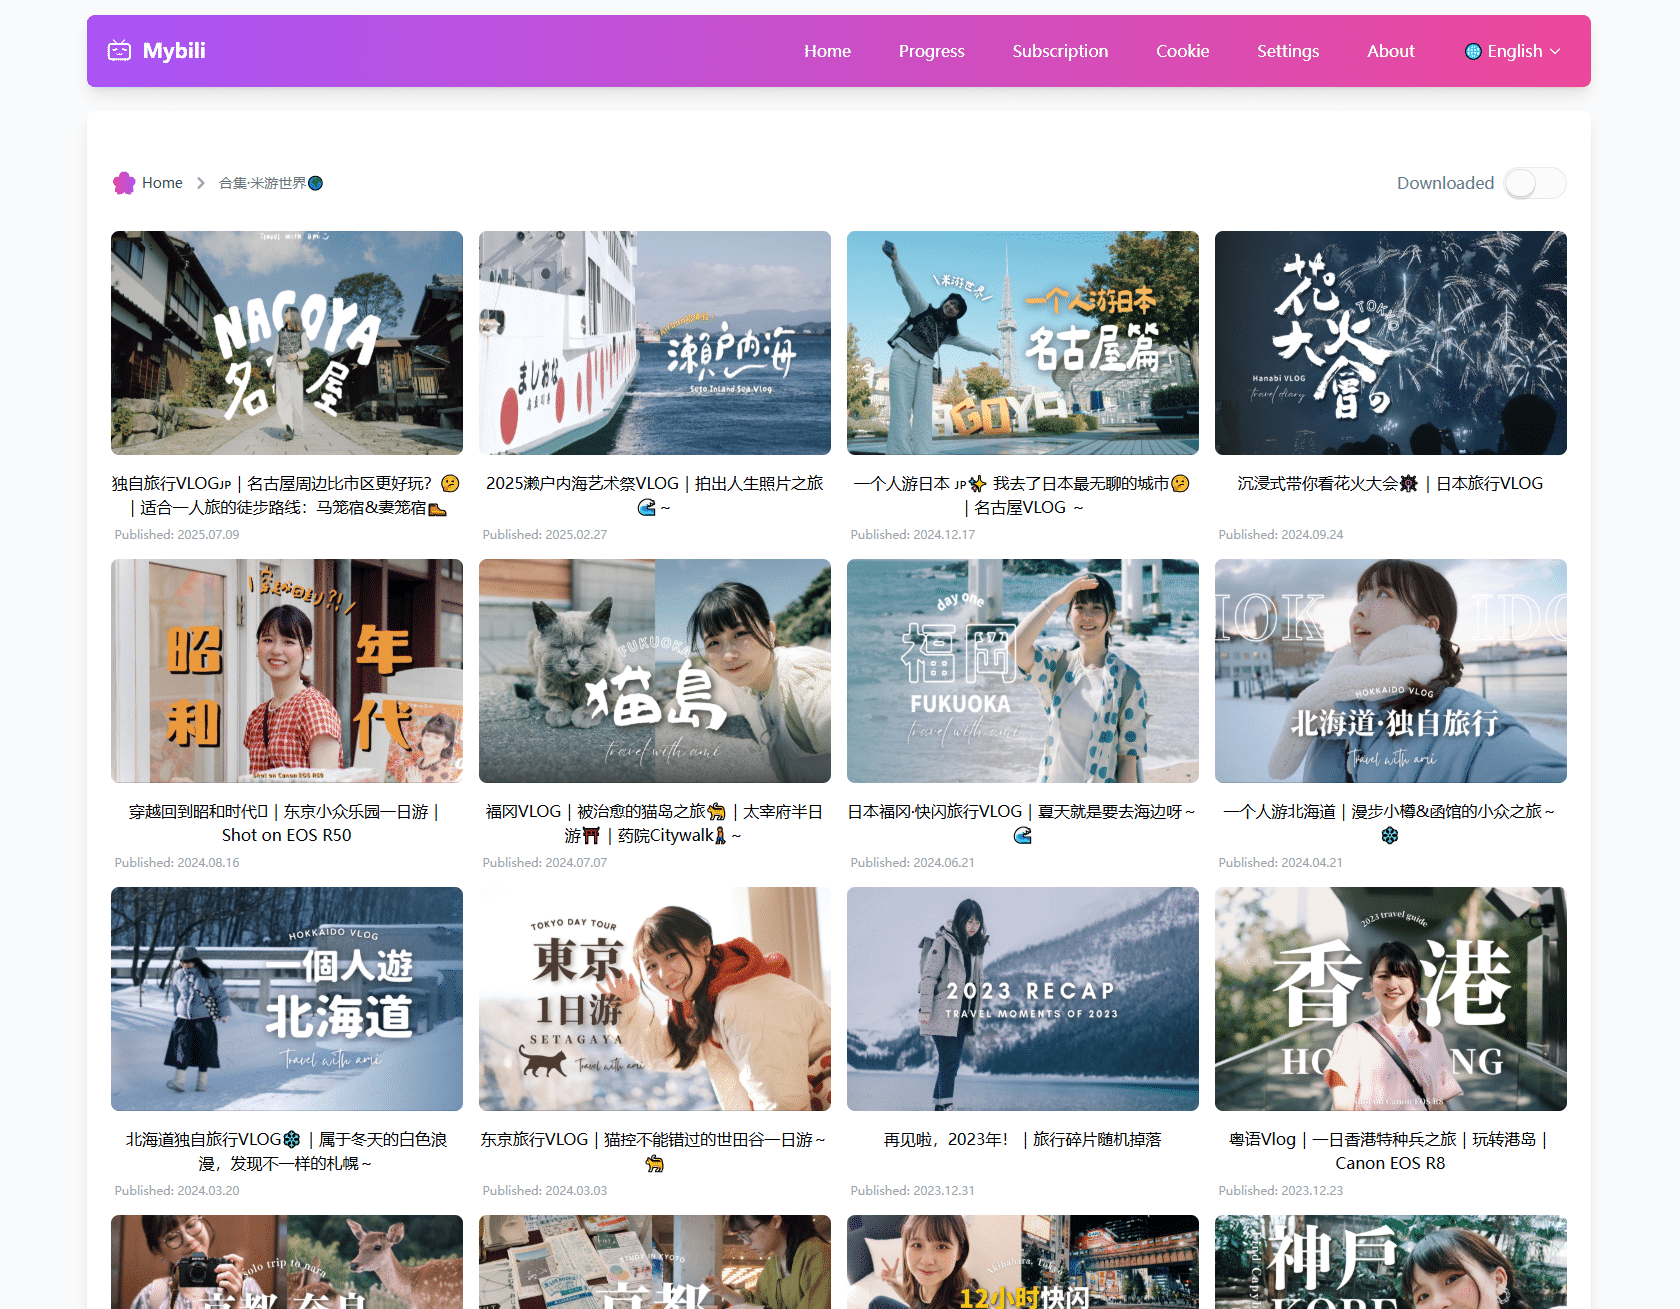 Mybili
Home
Progress
Subscription
Cookie
Settings
About
English
Home
合集·米游世界🌏
Downloaded
Travel with ami
NAGOYA
名古屋
瀬户内海
Seto Inland Sea Vlog
ましおな
\米游世界/
一个人游日本
名古屋篇
花火大會の
TOKYO
Hanabi VLOG
travel diary
独自旅行VLOG🇯🇵｜名古屋周边比市区更好玩？😕
｜适合一人旅的徒步路线：马笼宿&妻笼宿🥾
Published: 2025.07.09
2025濑户内海艺术祭VLOG｜拍出人生照片之旅
🌊～
Published: 2025.02.27
一个人游日本 🇯🇵✨ 我去了日本最无聊的城市😕
｜名古屋VLOG ～
Published: 2024.12.17
沉浸式带你看花火大会🎆｜日本旅行VLOG
Published: 2024.09.24
\穿越回到?!/
昭和年代
Shot on Canon EOS R50
FUKUOKA
猫島
travel with ami
day one
福岡
FUKUOKA
travel with ami
HOK
IDO
HOKKAIDO VLOG
北海道·独自旅行
Travel with ami
穿越回到昭和时代｜东京小众乐园一日游｜
Shot on EOS R50
Published: 2024.08.16
福冈VLOG｜被治愈的猫岛之旅🐈｜太宰府半日
游⛩｜药院Citywalk🚶～
Published: 2024.07.07
日本福冈·快闪旅行VLOG｜夏天就是要去海边呀～
🌊
Published: 2024.06.21
一个人游北海道｜漫步小樽&函馆的小众之旅～
❄
Published: 2024.04.21
HOKKAIDO VLOG
一個人遊
北海道
Travel with ami
TOKYO DAY TOUR
東京
1日游
SETAGAYA
Travel with ami
2023 RECAP
TRAVEL MOMENTS OF 2023
2023 travel guide
香港
HO
NG
Shot on Canon EOS R8
北海道独自旅行VLOG❄｜属于冬天的白色浪
漫，发现不一样的札幌～
Published: 2024.03.20
东京旅行VLOG｜猫控不能错过的世田谷一日游～
🐈
Published: 2024.03.03
再见啦，2023年！｜旅行碎片随机掉落
Published: 2023.12.31
粤语Vlog｜一日香港特种兵之旅｜玩转港岛｜
Canon EOS R8
Published: 2023.12.23
solo trip to nara
京都·奈良
STUDY IN KYOTO
京都
12小时快闪
神戶
KOBE